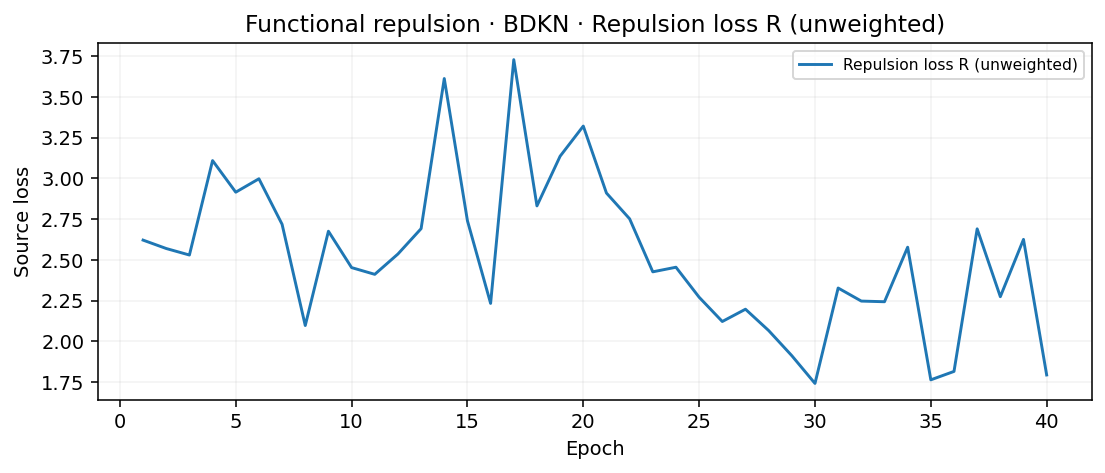 Functional repulsion · BDKN · Repulsion loss R (unweighted)
Repulsion loss R (unweighted)
Source loss
3.75
3.50
3.25
3.00
2.75
2.50
2.25
2.00
1.75
0 5 10 15 20 25 30 35 40
Epoch